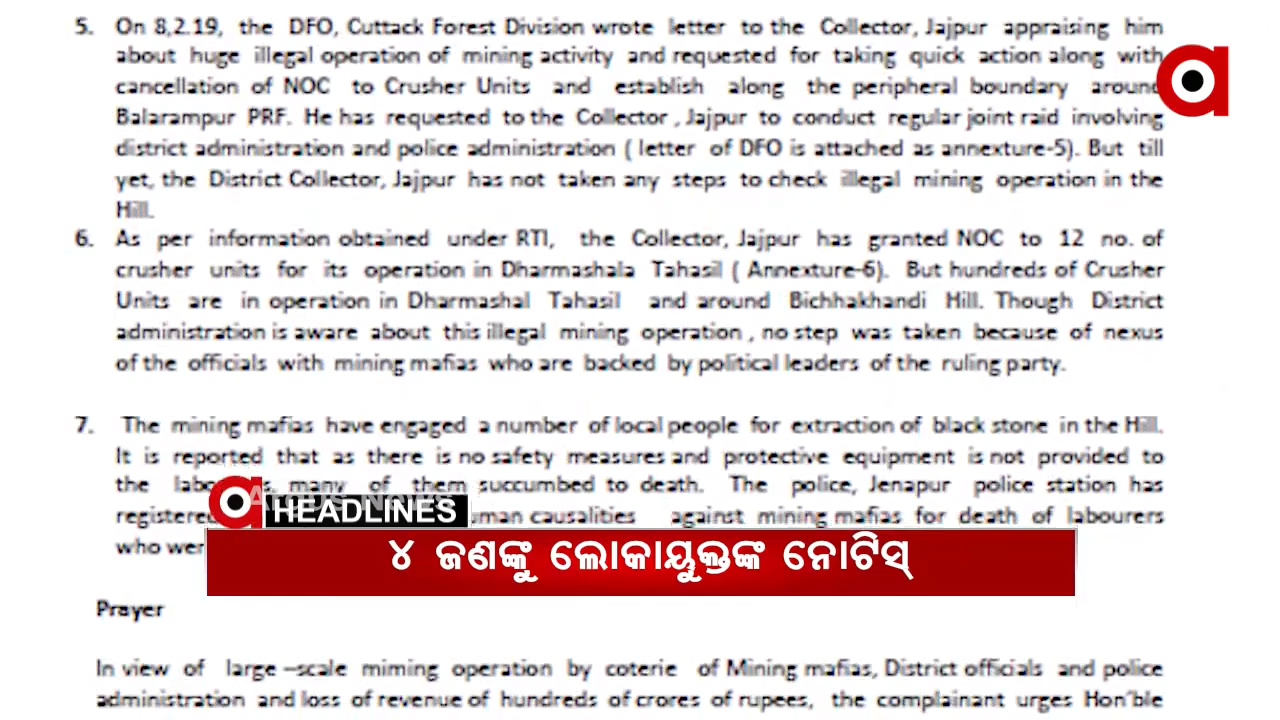 5. On 8,2.19, the DFO, Cuttack Forest Division wrote letter to the Collector, Jajpur appraising him
about huge illegal operation of mining activity and requested for taking quick action along with
cancellation of NOC to Crusher Units and establish along the peripheral boundary around
Balarampur PRF. He has requested to the Collector , Jajpur to conduct regular joint raid involving
district administration and police administration ( letter of DFO is attached as annexture-5). But till
yet, the District Collector, Jajpur has not taken any steps to check illegal mining operation in the
Hill.
6. As per information obtained under RTI, the Collector, Jajpur has granted NOC to 12 no. of
crusher units for its operation in Dharmashala Tahasil ( Annexture-6). But hundreds of Crusher
Units are in operation in Dharmashal Tahasil and around Bichhakhandi Hill. Though District
administration is aware about this illegal mining operation , no step was taken because of nexus
of the officials with mining mafias who are backed by political leaders of the ruling party.
7. The mining mafias have engaged a number of local people for extraction of black stone in the Hill.
It is reported that as there is no safety measures and protective equipment is not provided to
the many of them succumbed to death. The police, Jenapur police station has
causalities against mining mafias for death of labourers
who
HEADLINES
୪ ଜଣଙ୍କୁ ଲୋକାୟୁକ୍ତଙ୍କ ନୋଟିସ୍
Prayer
In view of large –scale miming operation by coterie of Mining mafias, District officials and police
administration and loss of revenue of hundreds of crores of rupees, the complainant urges Hon'ble